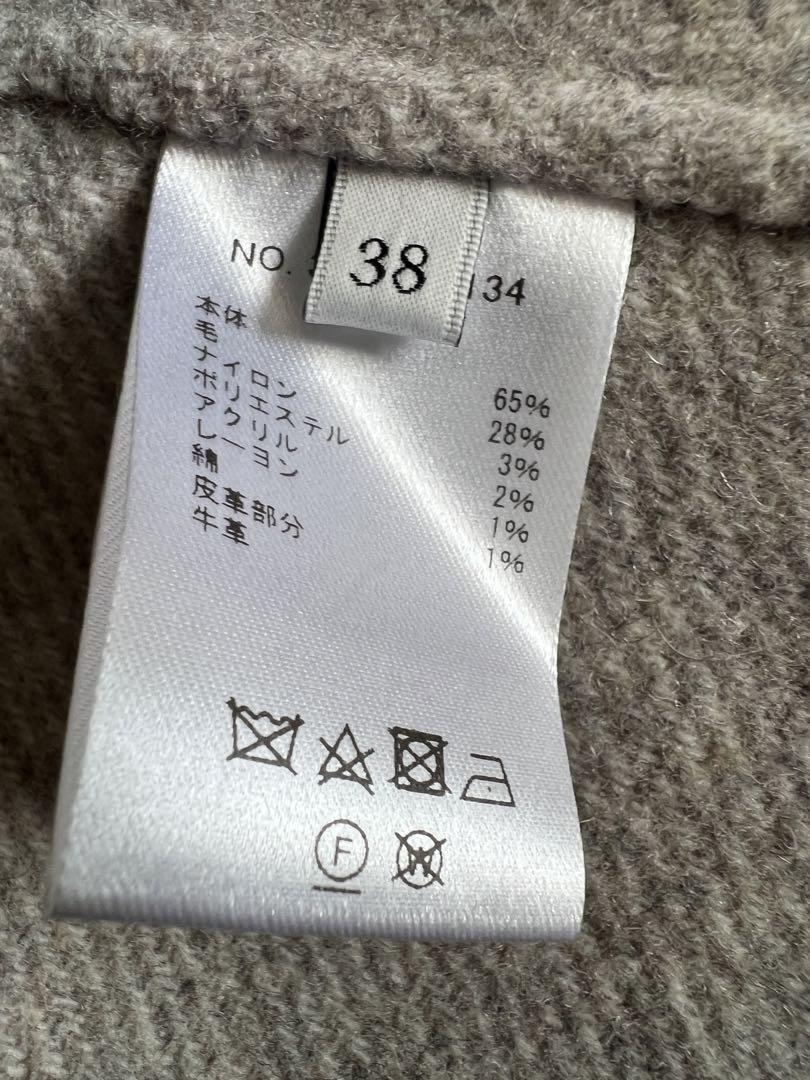 NO. 134
38
本体
毛 65%
ナイロン 28%
ポリエステル 3%
アクリル 2%
レーヨン 1%
綿 1%
皮革部分
牛革
F
W